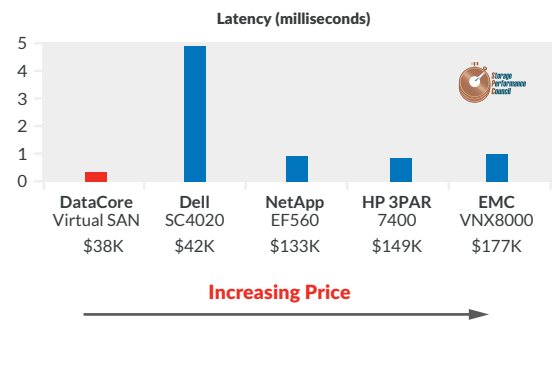 Latency (milliseconds)
5
4
3
2
1
0
Storage
Performance
Council
DataCore Dell NetApp HP 3PAR EMC
Virtual SAN SC4020 EF560 7400 VNX8000
$38K $42K $133K $149K $177K
Increasing Price